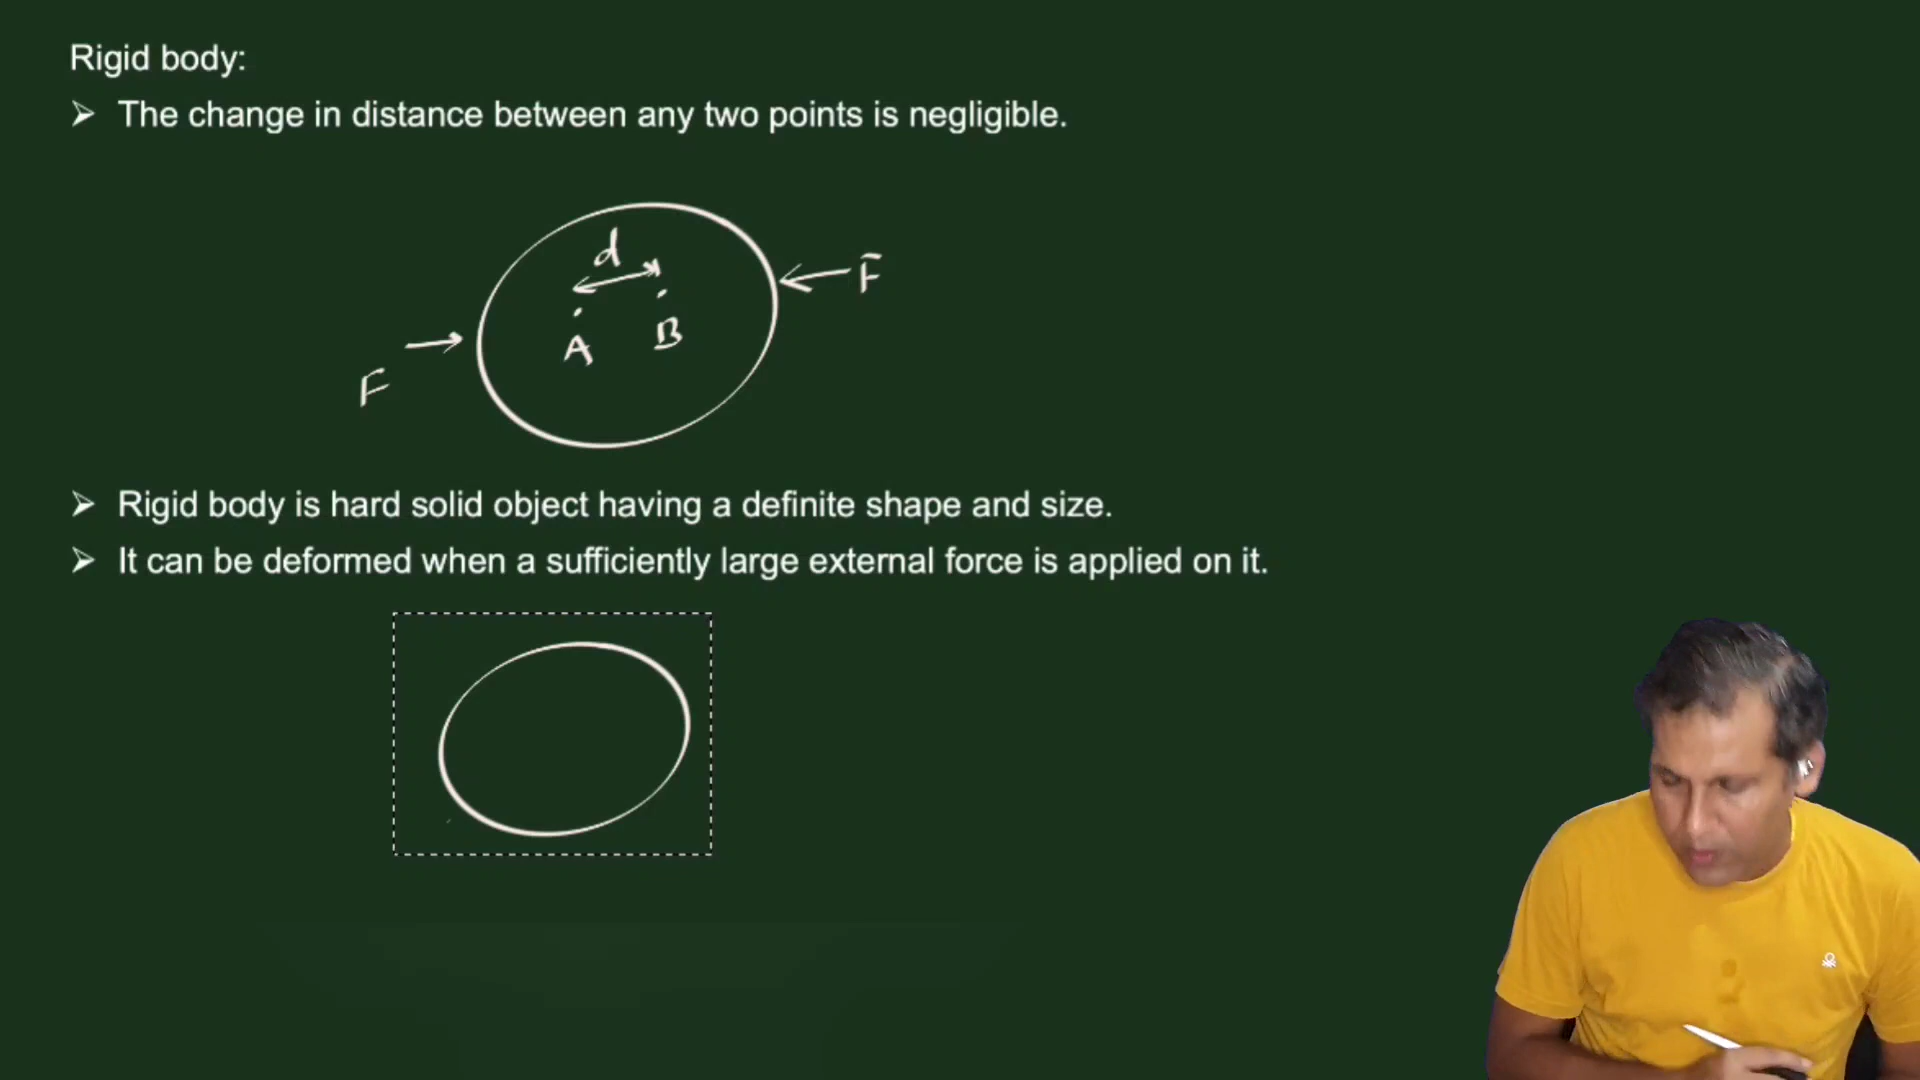 Rigid body:
➢ The change in distance between any two points is negligible.
d
F
A
B
F
➢ Rigid body is hard solid object having a definite shape and size.
➢ It can be deformed when a sufficiently large external force is applied on it.